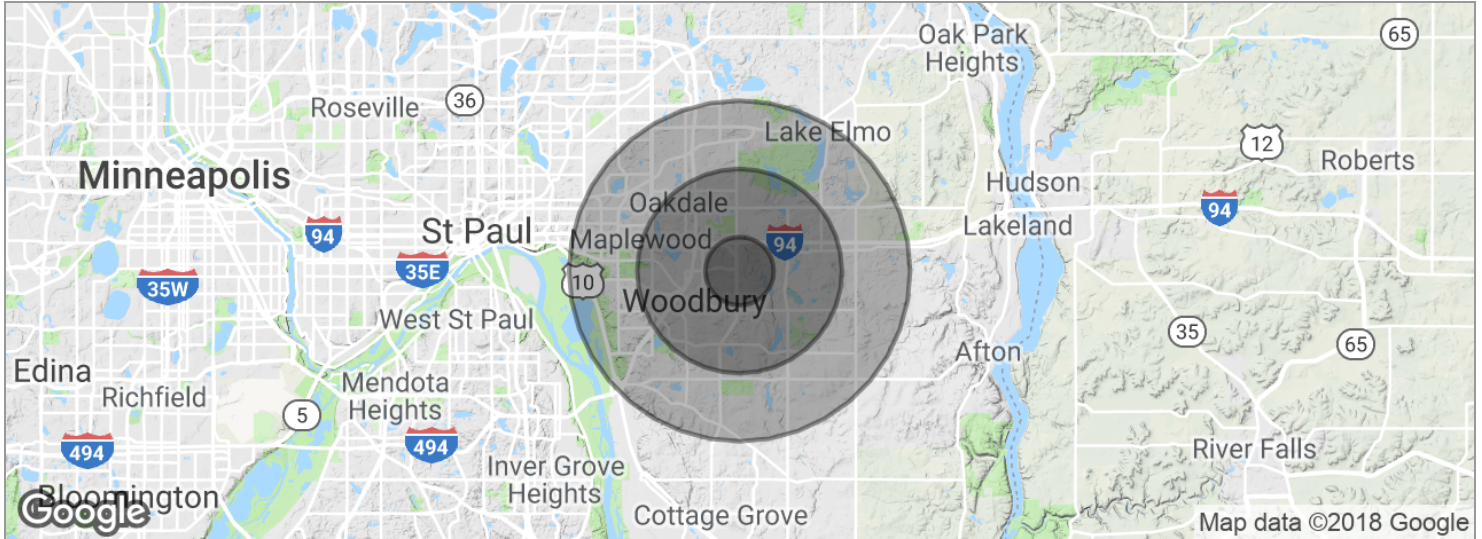 Oak Park
Heights
65
Roseville
36
Lake Elmo
12
Minneapolis
Roberts
Hudson
Oakdale
94
St Paul
94
Maplewood
94
Lakeland
35E
35W
10
Woodbury
West St Paul
35
65
Afton
Edina
Richfield
Mendota
Heights
5
494
494
River Falls
Inver Grove
Heights
Bloomington
Google
Cottage Grove
Map data ©2018 Google